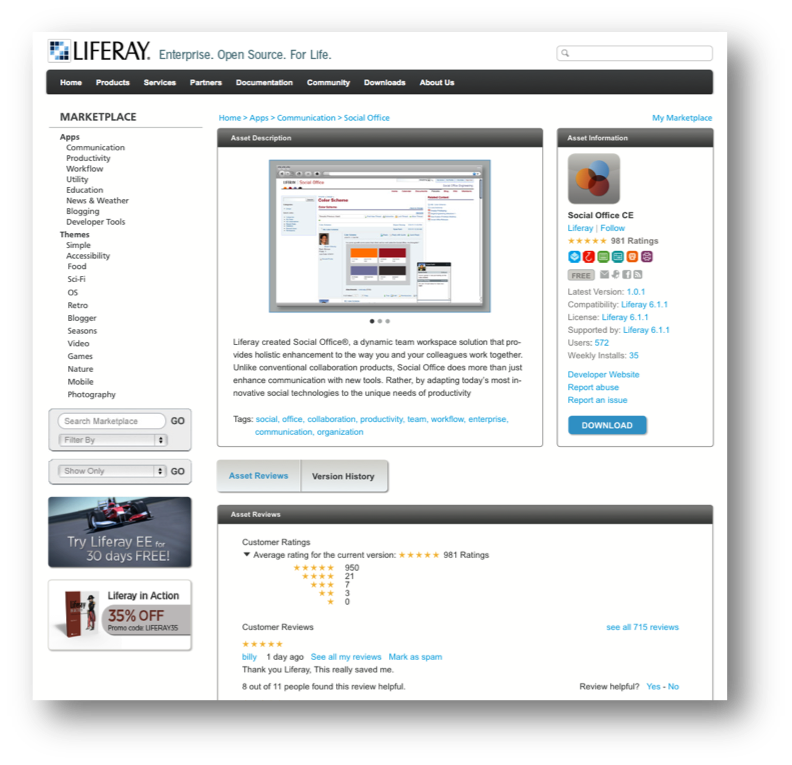 LIFERAY. Enterprise. Open Source. For Life.
Home Products Services Partners Documentation Community Downloads About Us
MARKETPLACE
Apps
Communication
Productivity
Workflow
Utility
Education
News & Weather
Blogging
Developer Tools
Themes
Simple
Accessibility
Food
Sci-Fi
OS
Retro
Blogger
Seasons
Video
Games
Nature
Mobile
Photography
Search Marketplace GO
Filter By
Show Only GO
Try Liferay EE for
30 days FREE!
Liferay in Action
35% OFF
Promo code: LIFERAY35
Home > Apps > Communication > Social Office
My Marketplace
Asset Description
LIFERAY Social Office
Color Schema
Liferay created Social Office®, a dynamic team workspace solution that pro-
vides holistic enhancement to the way you and your colleagues work together.
Unlike conventional collaboration products, Social Office does more than just
enhance communication with new tools. Rather, by adapting today's most in-
novative social technologies to the unique needs of productivity
Tags: social, office, collaboration, productivity, team, workflow, enterprise,
communication, organization
Asset Information
Social Office CE
Liferay | Follow
981 Ratings
FREE
Latest Version: 1.0.1
Compatibility: Liferay 6.1.1
License: Liferay 6.1.1
Supported by: Liferay 6.1.1
Users: 572
Weekly Installs: 35
Developer Website
Report abuse
Report an issue
DOWNLOAD
Asset Reviews Version History
Asset Reviews
Customer Ratings
Average rating for the current version: 981 Ratings
950
21
7
3
0
Customer Reviews see all 715 reviews
billy 1 day ago See all my reviews Mark as spam
Thank you Liferay, This really saved me.
8 out of 11 people found this review helpful. Review helpful? Yes - No